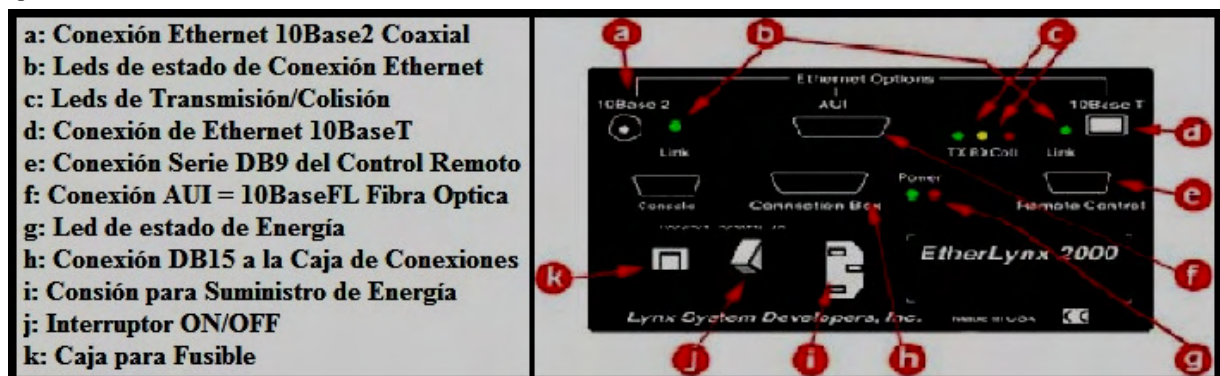 a: Conexión Ethernet 10Base2 Coaxial
b: Leds de estado de Conexión Ethernet
c: Leds de Transmisión/Colisión
d: Conexión de Ethernet 10BaseT
e: Conexión Serie DB9 del Control Remoto
f: Conexión AUI = 10BaseFL Fibra Optica
g: Led de estado de Energía
h: Conexión DB15 a la Caja de Conexiones
i: Consión para Suministro de Energía
j: Interruptor ON/OFF
k: Caja para Fusible
a b c
Ethernet Options
10Base 2 AUI 10Base T
d
Link TX RX Coll Link
Power
e
Console Connection Box Remote Control
k
EtherLynx 2000
f
Lynx System Developers, Inc. MADE IN USA CE
j i h g